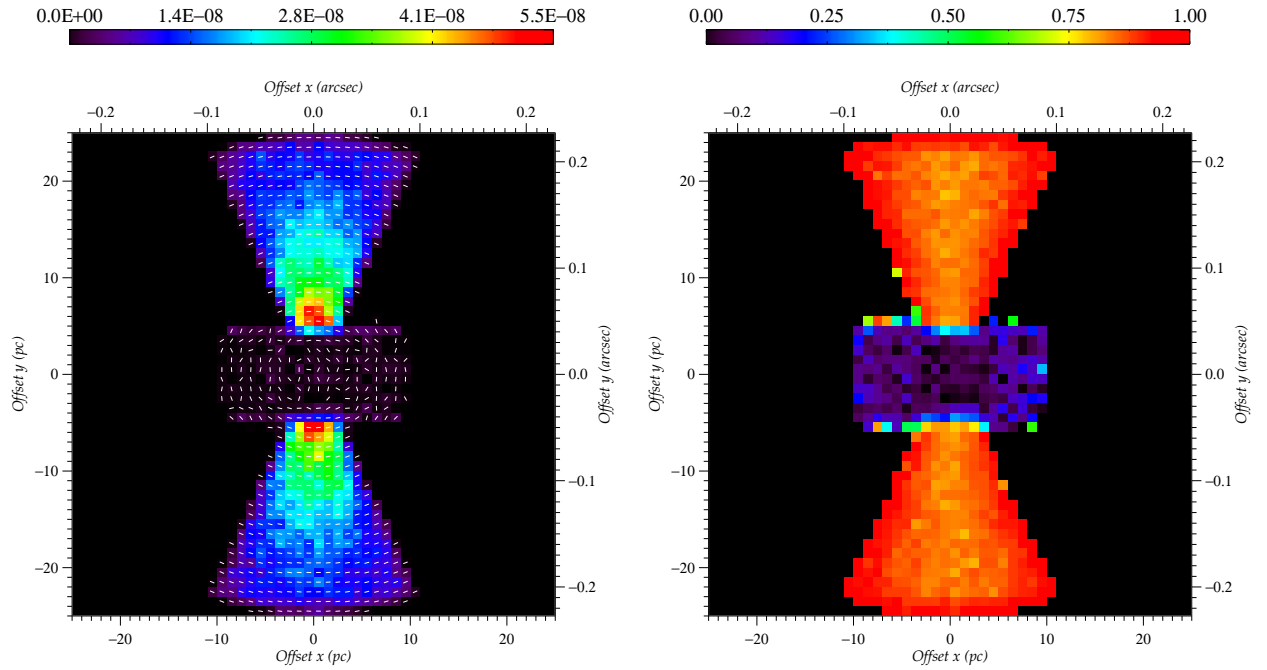 0.0E+00 1.4E−08 2.8E−08 4.1E−08 5.5E−08
Offset x (arcsec)
−0.2 −0.1 0.0 0.1 0.2
20
10
0
−10
−20
Offset y (pc)
0.2
0.1
0.0
−0.1
−0.2
Offset y (arcsec)
−20 −10 0 10 20
Offset x (pc)
0.00 0.25 0.50 0.75 1.00
Offset x (arcsec)
−0.2 −0.1 0.0 0.1 0.2
20
10
0
−10
−20
Offset y (pc)
0.2
0.1
0.0
−0.1
−0.2
Offset y (arcsec)
−20 −10 0 10 20
Offset x (pc)